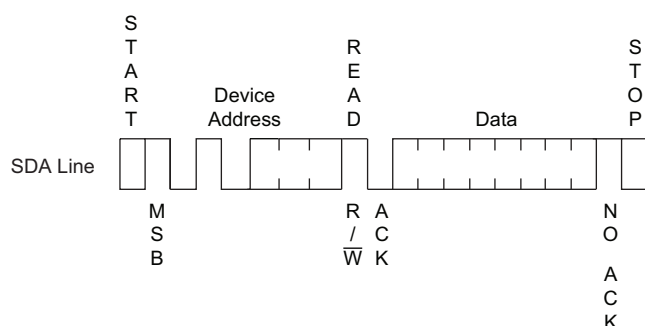 START
READ
STOP
Device
Address
Data
SDA Line
MSB
R/W
ACK
NO ACK